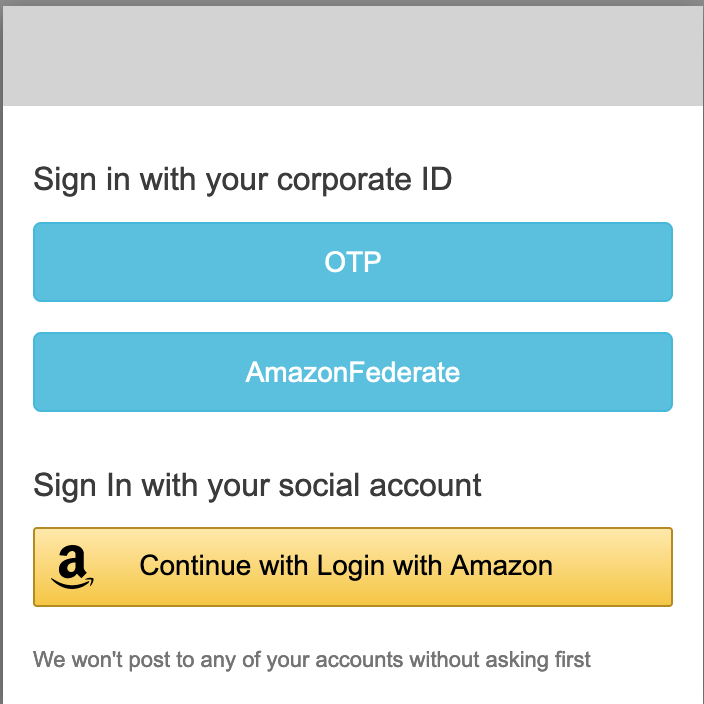 Sign in with your corporate ID
OTP
AmazonFederate
Sign In with your social account
Continue with Login with Amazon
We won't post to any of your accounts without asking first